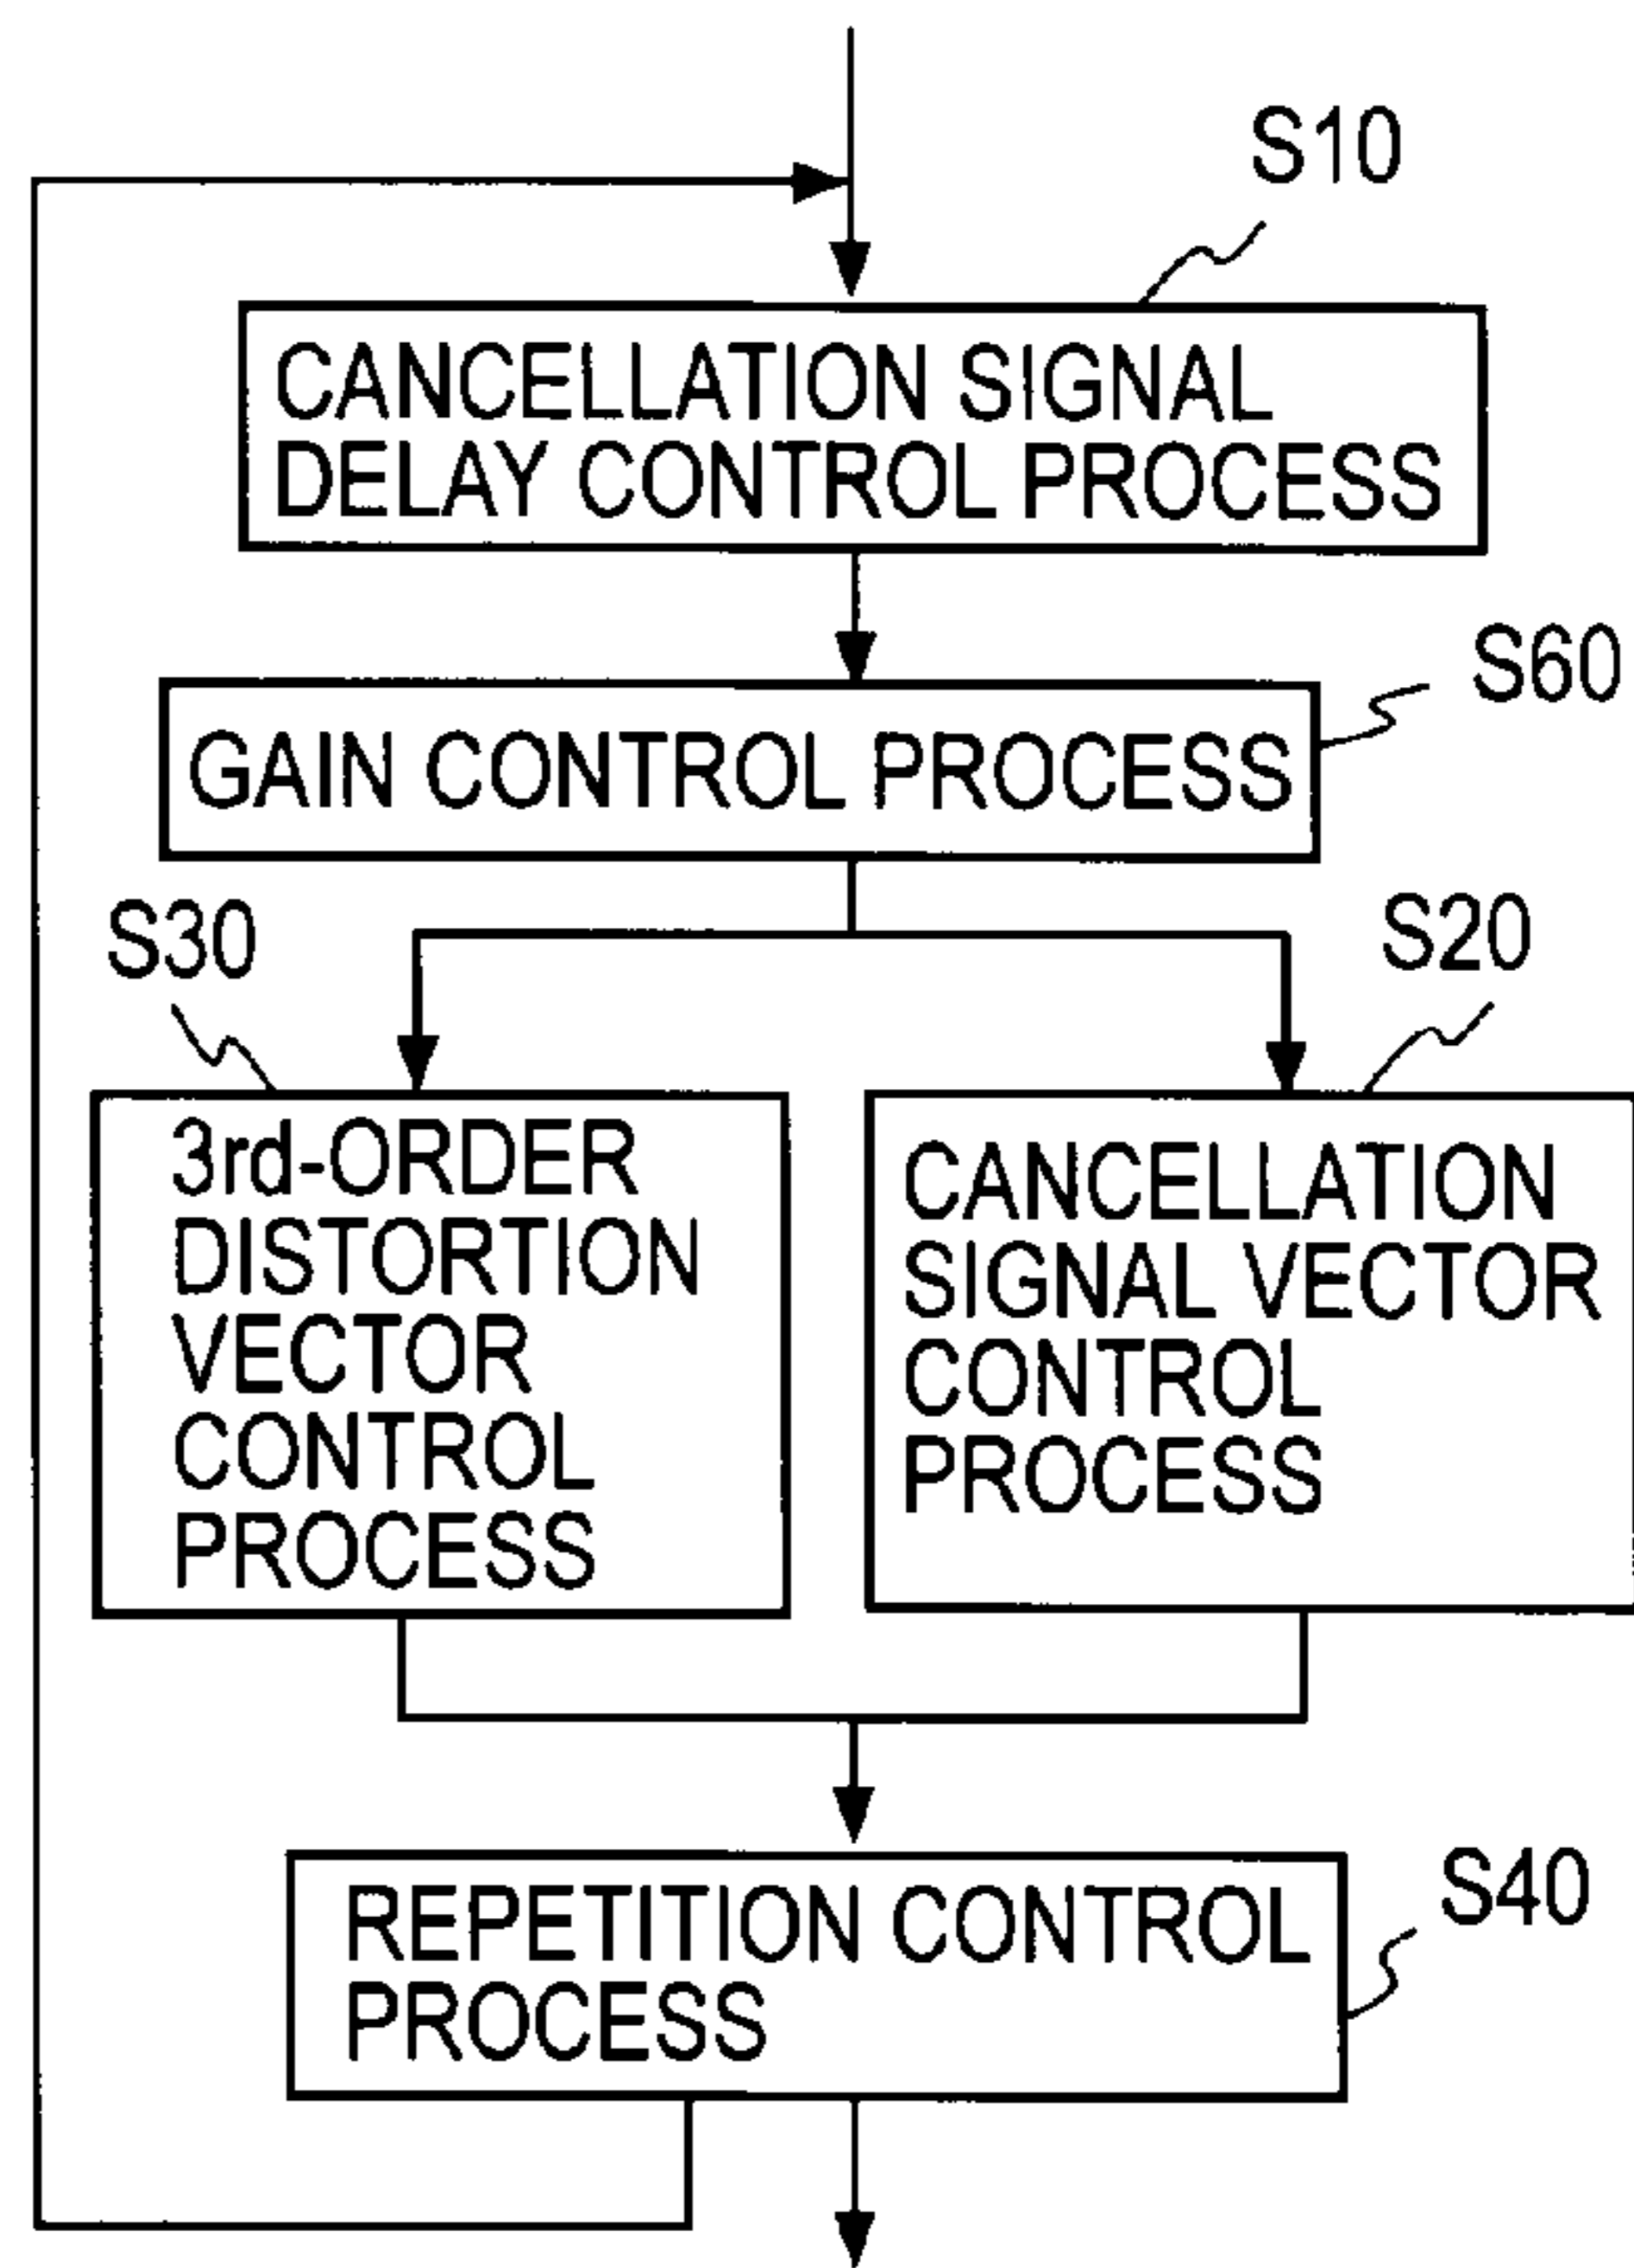 S10
CANCELLATION SIGNAL
DELAY CONTROL PROCESS
S60
GAIN CONTROL PROCESS
S30
S20
3rd-ORDER
DISTORTION
VECTOR
CONTROL
PROCESS
CANCELLATION
SIGNAL VECTOR
CONTROL
PROCESS
S40
REPETITION CONTROL
PROCESS